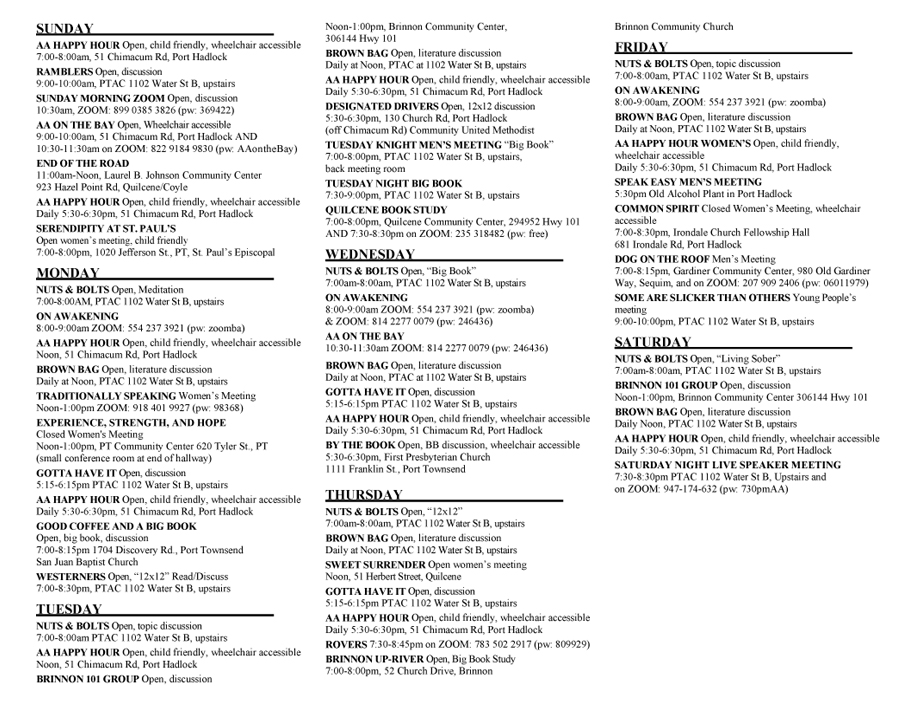 SUNDAY
AA HAPPY HOUR Open, child friendly, wheelchair accessible
7:00-8:00am, 51 Chimacum Rd, Port Hadlock
RAMBLERS Open, discussion
9:00-10:00am, PTAC 1102 Water St B, upstairs
SUNDAY MORNING ZOOM Open, discussion
10:30am, ZOOM: 899 0385 3826 (pw: 369422)
AA ON THE BAY Open, Wheelchair accessible
9:00-10:00am, 51 Chimacum Rd, Port Hadlock AND
10:30-11:30am on ZOOM: 822 9184 9830 (pw: AAontheBay)
END OF THE ROAD
11:00am-Noon, Laurel B. Johnson Community Center
923 Hazel Point Rd, Quilcene/Coyle
AA HAPPY HOUR Open, child friendly, wheelchair accessible
Daily 5:30-6:30pm, 51 Chimacum Rd, Port Hadlock
SERENDIPITY AT ST. PAUL'S
Open women's meeting, child friendly
7:00-8:00pm, 1020 Jefferson St., PT, St. Paul's Episcopal
MONDAY
NUTS & BOLTS Open, Meditation
7:00-8:00AM, PTAC 1102 Water St B, upstairs
ON AWAKENING
8:00-9:00am ZOOM: 554 237 3921 (pw: zoomba)
AA HAPPY HOUR Open, child friendly, wheelchair accessible
Noon, 51 Chimacum Rd, Port Hadlock
BROWN BAG Open, literature discussion
Daily at Noon, PTAC 1102 Water St B, upstairs
TRADITIONALLY SPEAKING Women's Meeting
Noon-1:00pm ZOOM: 918 401 9927 (pw: 98368)
EXPERIENCE, STRENGTH, AND HOPE
Closed Women's Meeting
Noon-1:00pm, PT Community Center 620 Tyler St., PT
(small conference room at end of hallway)
GOTTA HAVE IT Open, discussion
5:15-6:15pm PTAC 1102 Water St B, upstairs
AA HAPPY HOUR Open, child friendly, wheelchair accessible
Daily 5:30-6:30pm, 51 Chimacum Rd, Port Hadlock
GOOD COFFEE AND A BIG BOOK
Open, big book, discussion
7:00-8:15pm 1704 Discovery Rd., Port Townsend
San Juan Baptist Church
WESTERNERS Open, "12x12" Read/Discuss
7:00-8:30pm, PTAC 1102 Water St B, upstairs
TUESDAY
NUTS & BOLTS Open, topic discussion
7:00-8:00am PTAC 1102 Water St B, upstairs
AA HAPPY HOUR Open, child friendly, wheelchair accessible
Noon, 51 Chimacum Rd, Port Hadlock
BRINNON 101 GROUP Open, discussion
Noon-1:00pm, Brinnon Community Center,
306144 Hwy 101
BROWN BAG Open, literature discussion
Daily at Noon, PTAC at 1102 Water St B, upstairs
AA HAPPY HOUR Open, child friendly, wheelchair accessible
Daily 5:30-6:30pm, 51 Chimacum Rd, Port Hadlock
DESIGNATED DRIVERS Open, 12x12 discussion
5:30-6:30pm, 130 Church Rd, Port Hadlock
(off Chimacum Rd) Community United Methodist
TUESDAY KNIGHT MEN'S MEETING "Big Book"
7:00-8:00pm, PTAC 1102 Water St B, upstairs,
back meeting room
TUESDAY NIGHT BIG BOOK
7:30-9:00pm, PTAC 1102 Water St B, upstairs
QUILCENE BOOK STUDY
7:00-8:00pm, Quilcene Community Center, 294952 Hwy 101
AND 7:30-8:30pm on ZOOM: 235 318482 (pw: free)
WEDNESDAY
NUTS & BOLTS Open, "Big Book"
7:00am-8:00am, PTAC 1102 Water St B, upstairs
ON AWAKENING
8:00-9:00am ZOOM: 554 237 3921 (pw: zoomba)
& ZOOM: 814 2277 0079 (pw: 246436)
AA ON THE BAY
10:30-11:30am ZOOM: 814 2277 0079 (pw: 246436)
BROWN BAG Open, literature discussion
Daily at Noon, PTAC at 1102 Water St B, upstairs
GOTTA HAVE IT Open, discussion
5:15-6:15pm PTAC 1102 Water St B, upstairs
AA HAPPY HOUR Open, child friendly, wheelchair accessible
Daily 5:30-6:30pm, 51 Chimacum Rd, Port Hadlock
BY THE BOOK Open, BB discussion, wheelchair accessible
5:30-6:30pm, First Presbyterian Church
1111 Franklin St., Port Townsend
THURSDAY
NUTS & BOLTS Open, "12x12"
7:00am-8:00am, PTAC 1102 Water St B, upstairs
BROWN BAG Open, literature discussion
Daily at Noon, PTAC 1102 Water St B, upstairs
SWEET SURRENDER Open women's meeting
Noon, 51 Herbert Street, Quilcene
GOTTA HAVE IT Open, discussion
5:15-6:15pm PTAC 1102 Water St B, upstairs
AA HAPPY HOUR Open, child friendly, wheelchair accessible
Daily 5:30-6:30pm, 51 Chimacum Rd, Port Hadlock
ROVERS 7:30-8:45pm on ZOOM: 783 502 2917 (pw: 809929)
BRINNON UP-RIVER Open, Big Book Study
7:00-8:00pm, 52 Church Drive, Brinnon
Brinnon Community Church
FRIDAY
NUTS & BOLTS Open, topic discussion
7:00-8:00am, PTAC 1102 Water St B, upstairs
ON AWAKENING
8:00-9:00am, ZOOM: 554 237 3921 (pw: zoomba)
BROWN BAG Open, literature discussion
Daily at Noon, PTAC 1102 Water St B, upstairs
AA HAPPY HOUR WOMEN'S Open, child friendly,
wheelchair accessible
Daily 5:30-6:30pm, 51 Chimacum Rd, Port Hadlock
SPEAK EASY MEN'S MEETING
5:30pm Old Alcohol Plant in Port Hadlock
COMMON SPIRIT Closed Women's Meeting, wheelchair
accessible
7:00-8:30pm, Irondale Church Fellowship Hall
681 Irondale Rd, Port Hadlock
DOG ON THE ROOF Men's Meeting
7:00-8:15pm, Gardiner Community Center, 980 Old Gardiner
Way, Sequim, and on ZOOM: 207 909 2406 (pw: 06011979)
SOME ARE SLICKER THAN OTHERS Young People's
meeting
9:00-10:00pm, PTAC 1102 Water St B, upstairs
SATURDAY
NUTS & BOLTS Open, "Living Sober"
7:00am-8:00am, PTAC 1102 Water St B, upstairs
BRINNON 101 GROUP Open, discussion
Noon-1:00pm, Brinnon Community Center 306144 Hwy 101
BROWN BAG Open, literature discussion
Daily Noon, PTAC 1102 Water St B, upstairs
AA HAPPY HOUR Open, child friendly, wheelchair accessible
Daily 5:30-6:30pm, 51 Chimacum Rd, Port Hadlock
SATURDAY NIGHT LIVE SPEAKER MEETING
7:30-8:30pm PTAC 1102 Water St B, Upstairs and
on ZOOM: 947-174-632 (pw: 730pmAA)